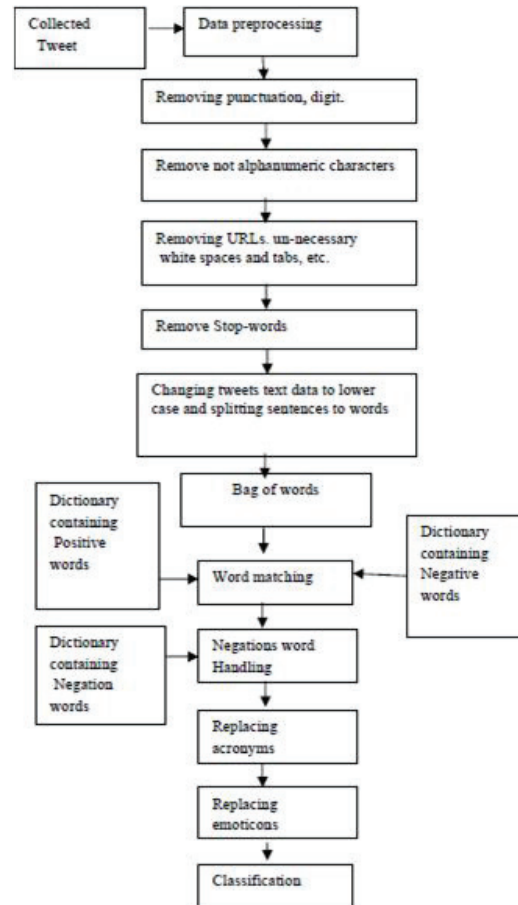 Collected
Tweet
Data preprocessing
Removing punctuation, digit.
Remove not alphanumeric characters
Removing URLs. un-necessary
white spaces and tabs, etc.
Remove Stop-words
Changing tweets text data to lower
case and splitting sentences to words
Bag of words
Dictionary
containing
Positive
words
Word matching
Dictionary
containing
Negative
words
Dictionary
containing
Negation
words
Negations word
Handling
Replacing
acronyms
Replacing
emoticons
Classification